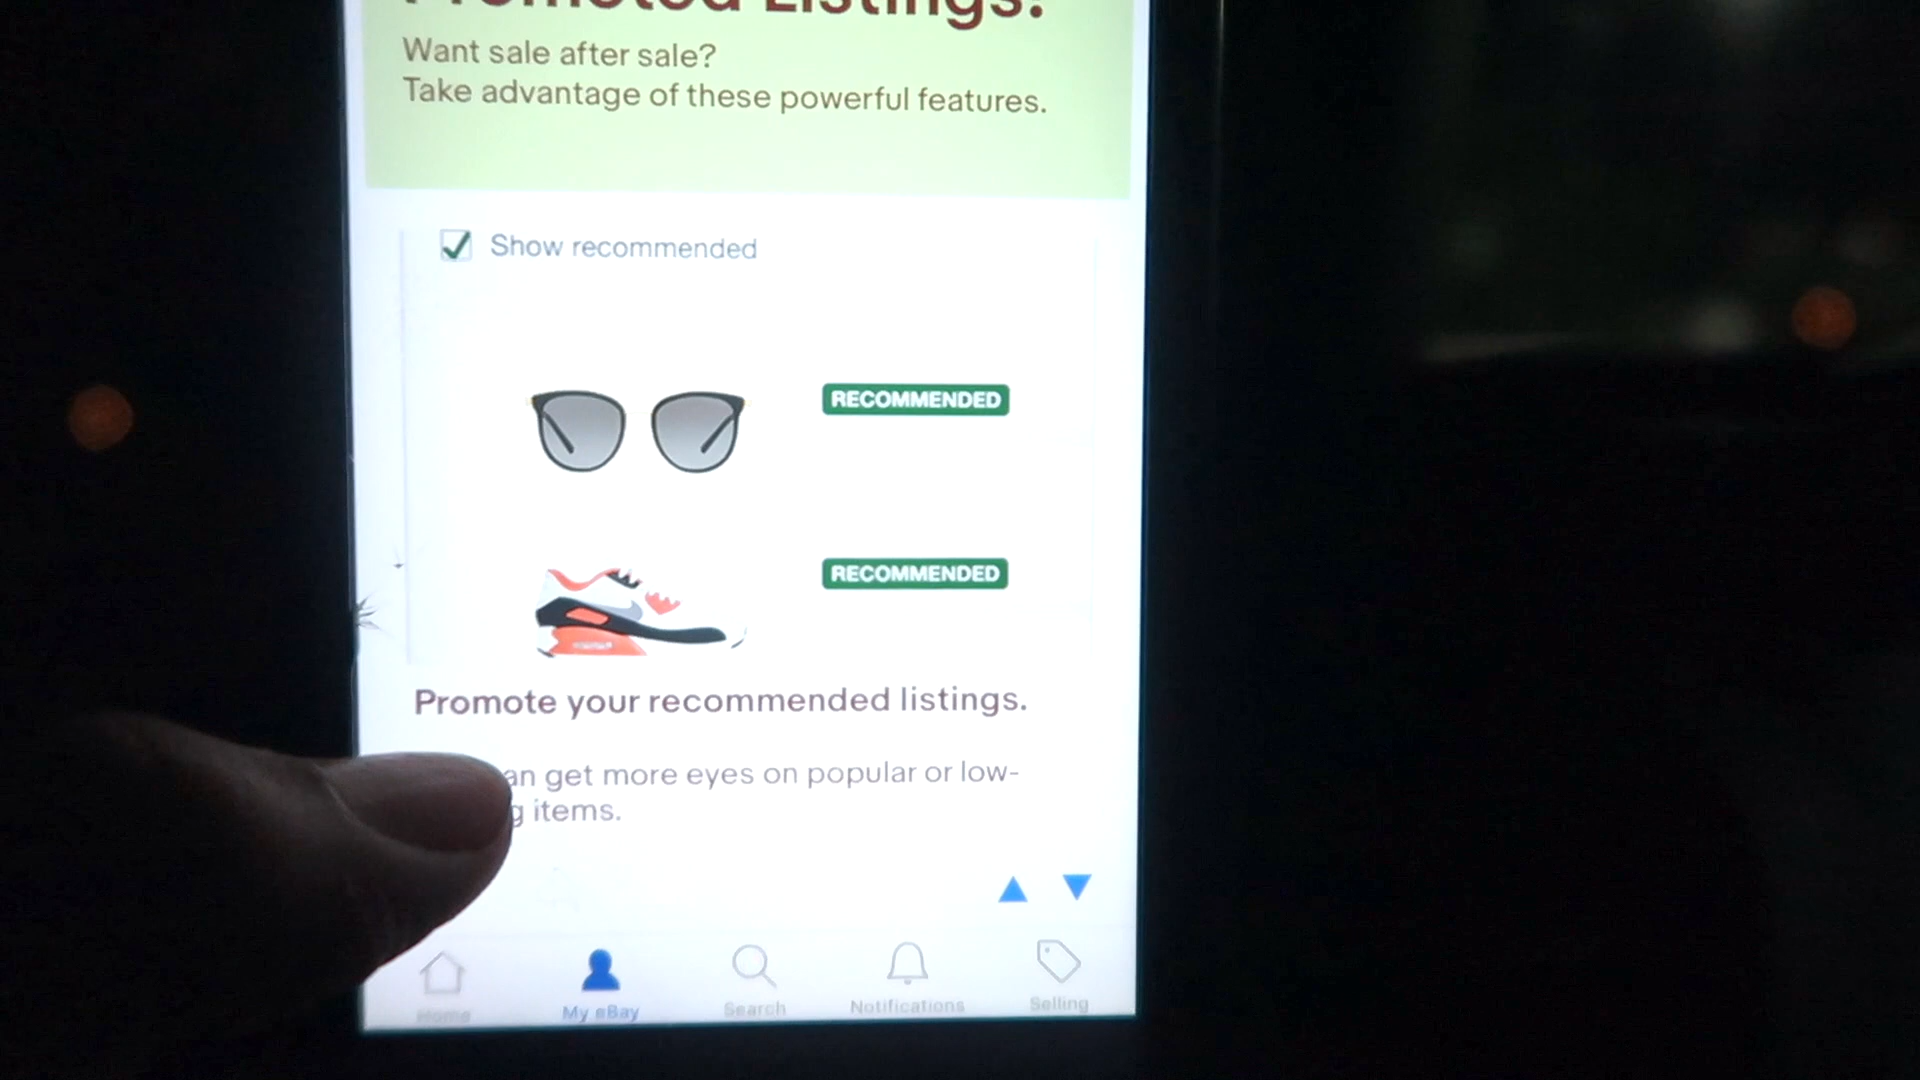 Promoted Listings.
Want sale after sale?
Take advantage of these powerful features.
Show recommended
RECOMMENDED
RECOMMENDED
Promote your recommended listings.
an get more eyes on popular or low-
g items.
Home
My eBay
Search
Notifications
Selling